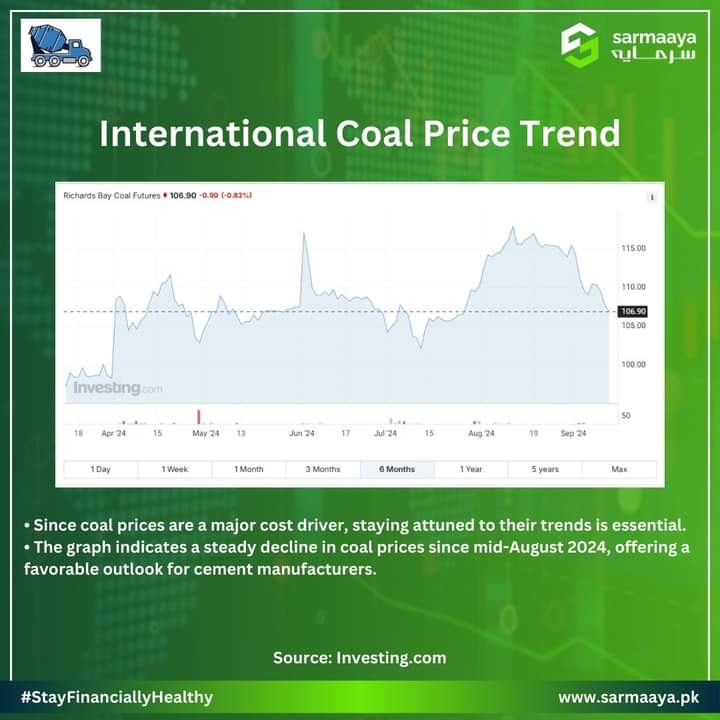 sarmaaya
سرمایہ
International Coal Price Trend
Richards Bay Coal Futures 106.90 -0.90 (-0.83%)
i
115.00
110.00
106.90
105.00
100.00
Investing.com
50
18 Apr '24 15 May '24 13 Jun '24 17 Jul '24 15 Aug '24 19 Sep '24
1 Day 1 Week 1 Month 3 Months 6 Months 1 Year 5 years Max
• Since coal prices are a major cost driver, staying attuned to their trends is essential.
• The graph indicates a steady decline in coal prices since mid-August 2024, offering a
favorable outlook for cement manufacturers.
Source: Investing.com
#StayFinanciallyHealthy www.sarmaaya.pk